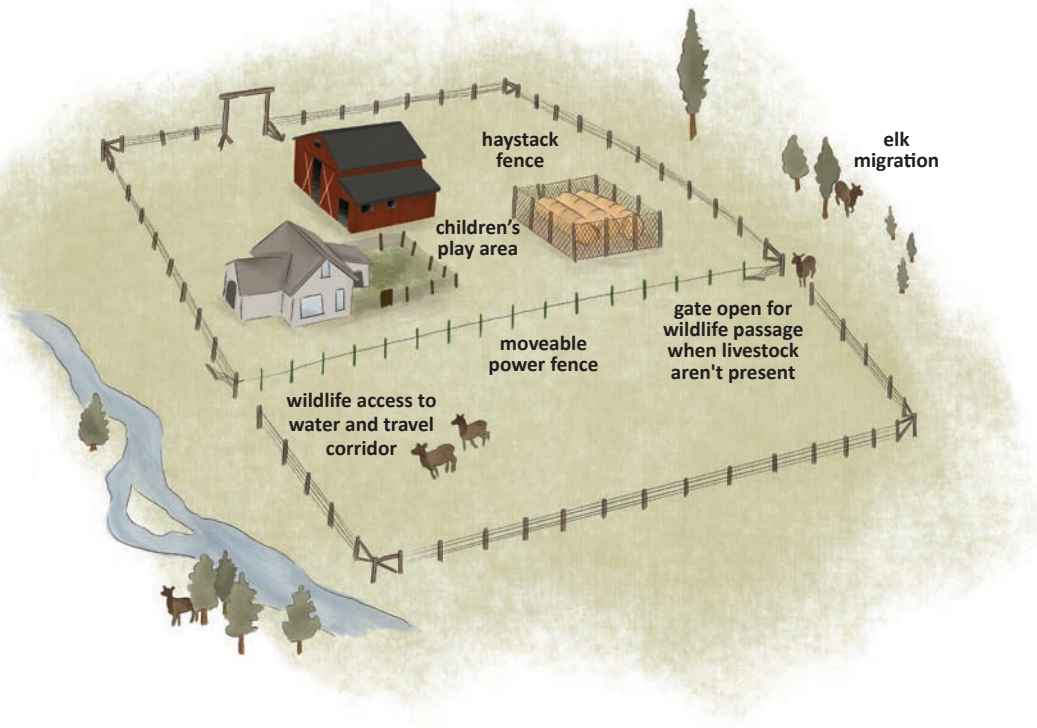 haystack
fence
elk
migration
children’s
play area
gate open for
wildlife passage
when livestock
aren't present
moveable
power fence
wildlife access to
water and travel
corridor